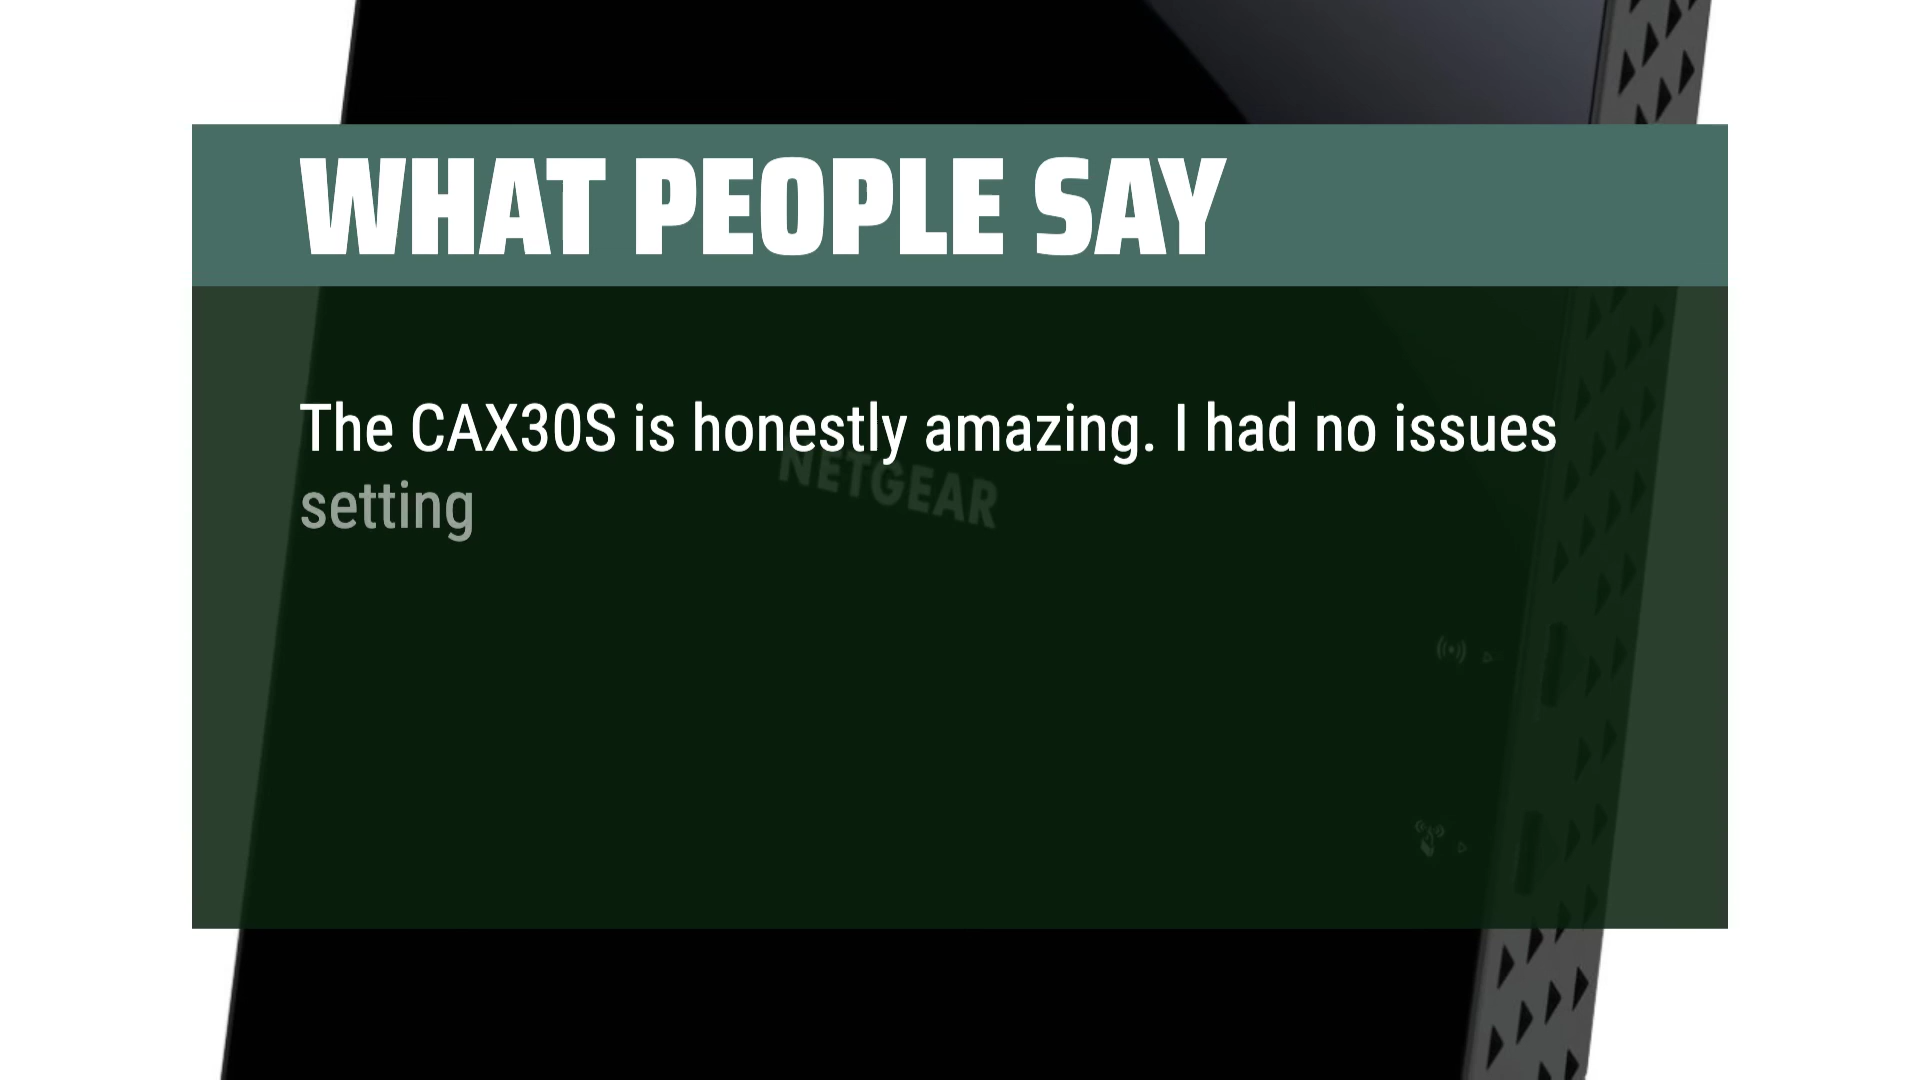 WHAT PEOPLE SAY
The CAX30S is honestly amazing. I had no issues
setting
NETGEAR